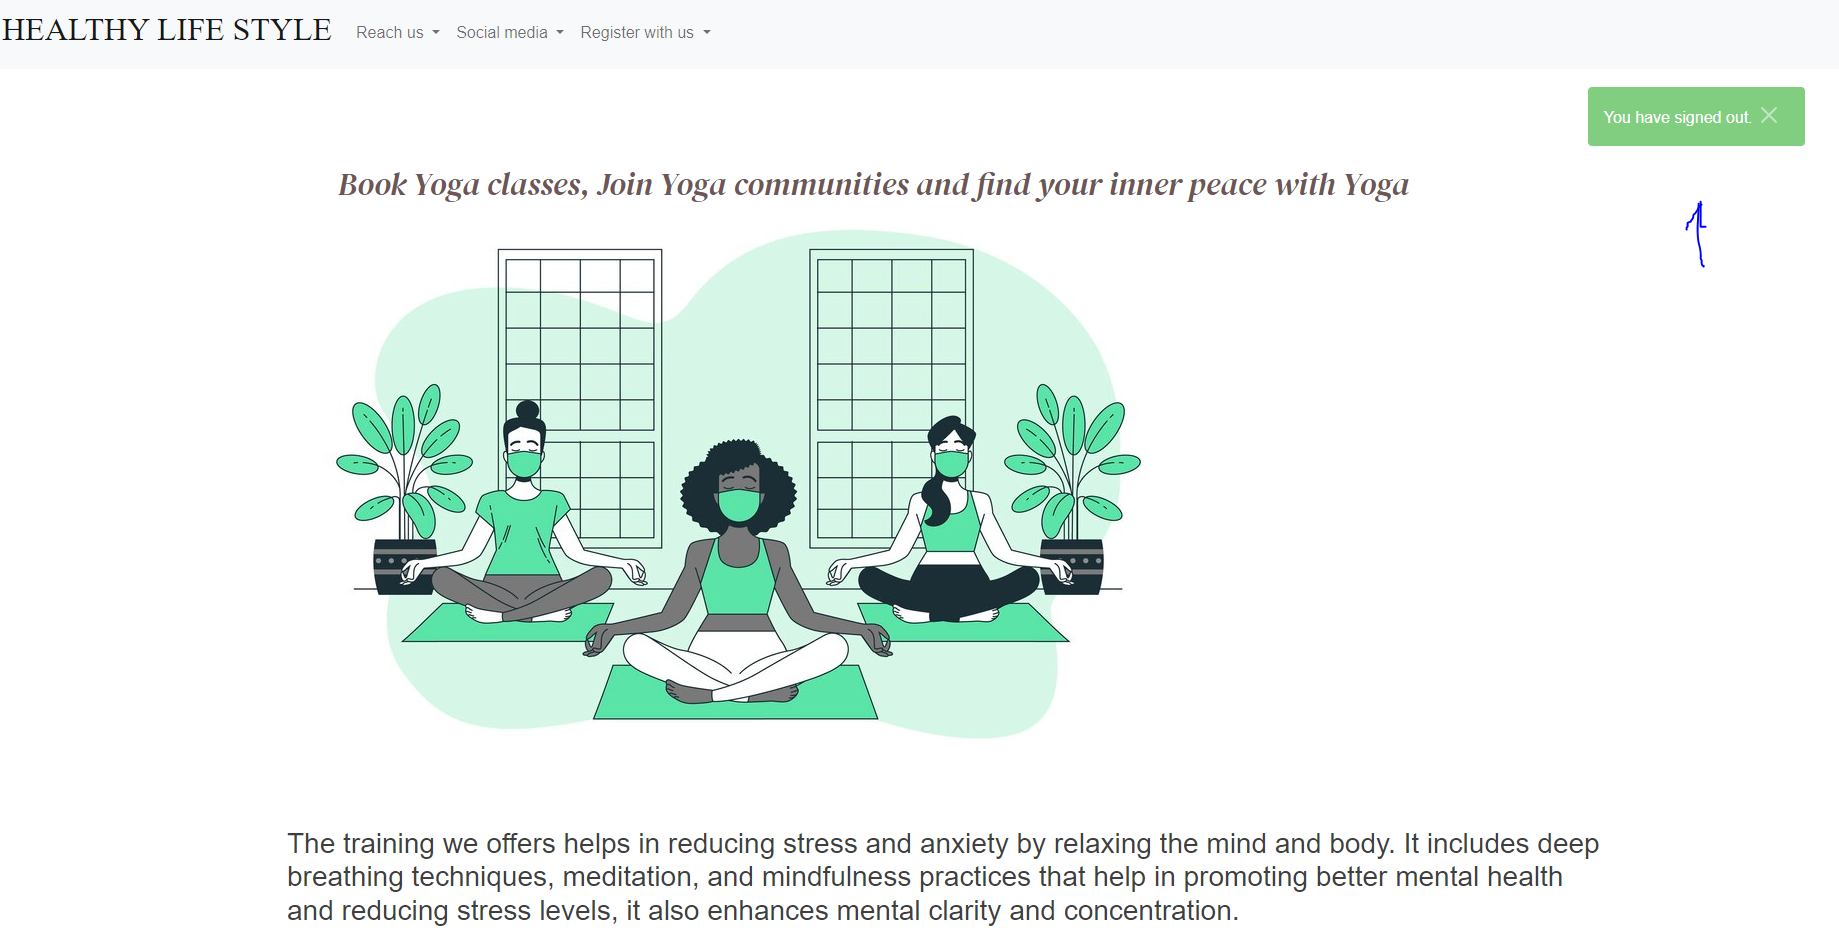 HEALTHY LIFE STYLE Reach us Social media Register with us
You have signed out.
Book Yoga classes, Join Yoga communities and find your inner peace with Yoga
1
The training we offers helps in reducing stress and anxiety by relaxing the mind and body. It includes deep
breathing techniques, meditation, and mindfulness practices that help in promoting better mental health
and reducing stress levels, it also enhances mental clarity and concentration.